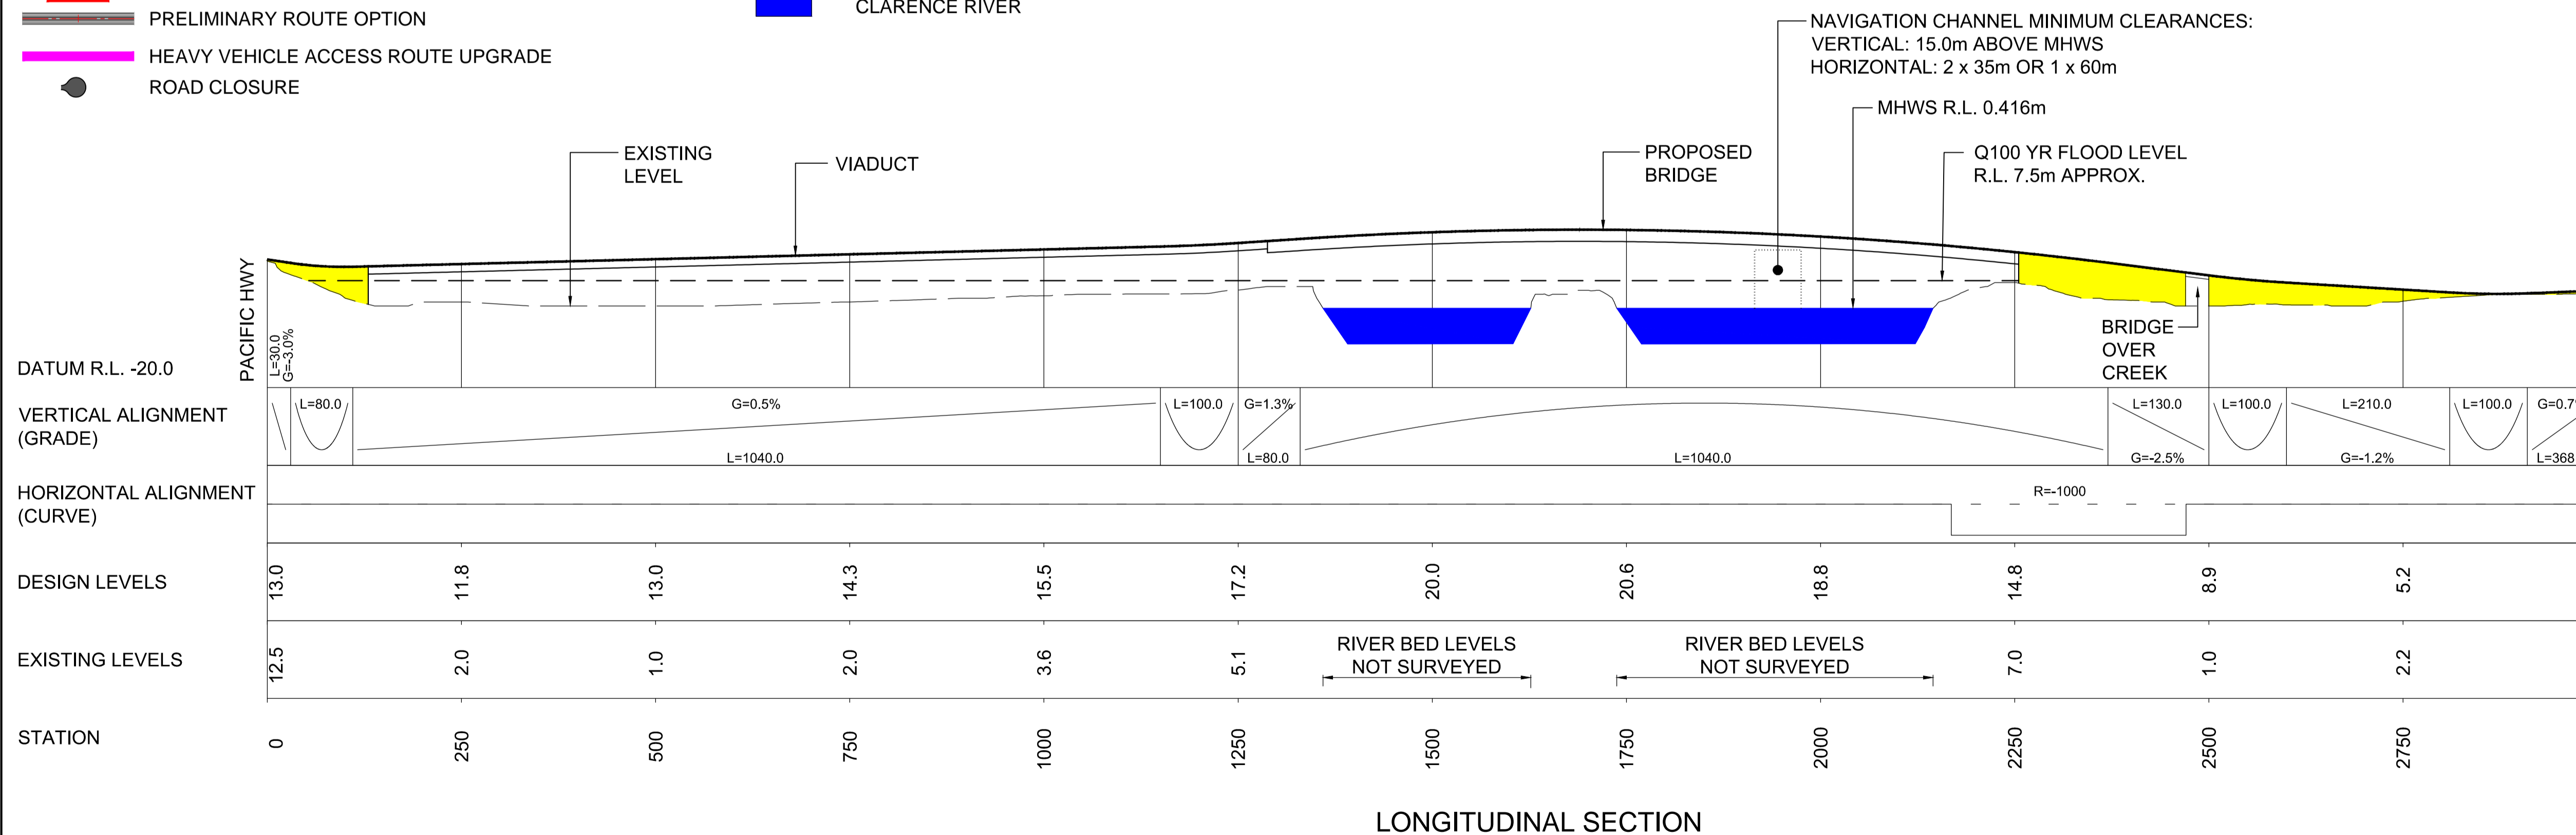 PRELIMINARY ROUTE OPTION
HEAVY VEHICLE ACCESS ROUTE UPGRADE
ROAD CLOSURE
CLARENCE RIVER
NAVIGATION CHANNEL MINIMUM CLEARANCES:
VERTICAL: 15.0m ABOVE MHWS
HORIZONTAL: 2 x 35m OR 1 x 60m
MHWS R.L. 0.416m
EXISTING
LEVEL
VIADUCT
PROPOSED
BRIDGE
Q100 YR FLOOD LEVEL
R.L. 7.5m APPROX.
PACIFIC HWY
L=30.0
G=-3.0%
BRIDGE
OVER
CREEK
DATUM R.L. -20.0
VERTICAL ALIGNMENT
(GRADE)
L=80.0
G=0.5%
L=1040.0
L=100.0
G=1.3%
L=80.0
L=1040.0
L=130.0
G=-2.5%
L=100.0
L=210.0
G=-1.2%
L=100.0
G=0.7
L=368
HORIZONTAL ALIGNMENT
(CURVE)
R=-1000
DESIGN LEVELS
13.0 11.8 13.0 14.3 15.5 17.2 20.0 20.6 18.8 14.8 8.9 5.2
EXISTING LEVELS
12.5 2.0 1.0 2.0 3.6 5.1
RIVER BED LEVELS
NOT SURVEYED
RIVER BED LEVELS
NOT SURVEYED
7.0 1.0 2.2
STATION
0 250 500 750 1000 1250 1500 1750 2000 2250 2500 2750
LONGITUDINAL SECTION